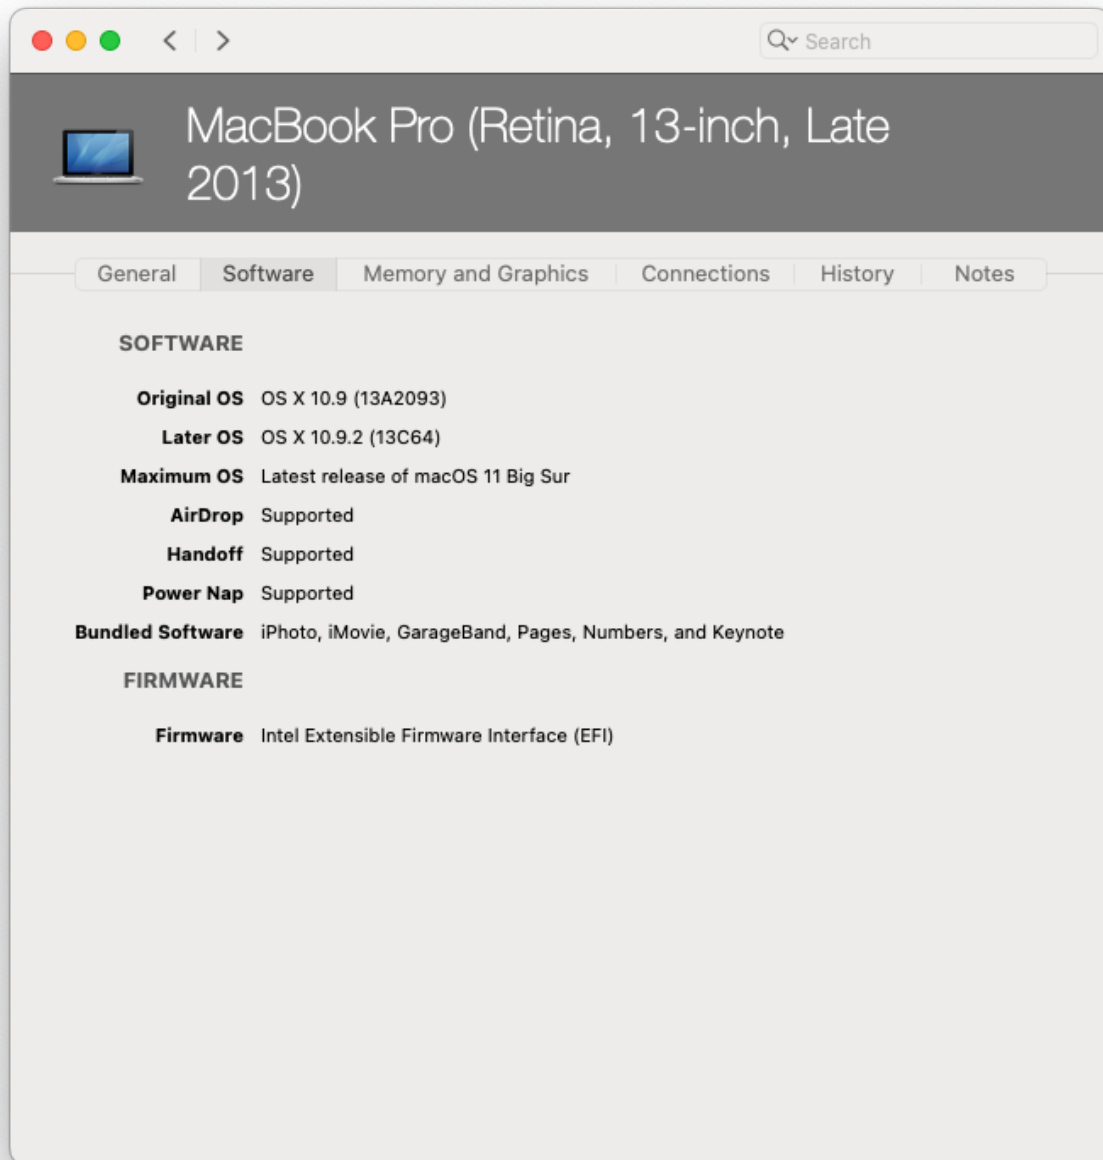 Search
MacBook Pro (Retina, 13-inch, Late
2013)
General Software Memory and Graphics Connections History Notes
SOFTWARE
Original OS OS X 10.9 (13A2093)
Later OS OS X 10.9.2 (13C64)
Maximum OS Latest release of macOS 11 Big Sur
AirDrop Supported
Handoff Supported
Power Nap Supported
Bundled Software iPhoto, iMovie, GarageBand, Pages, Numbers, and Keynote
FIRMWARE
Firmware Intel Extensible Firmware Interface (EFI)